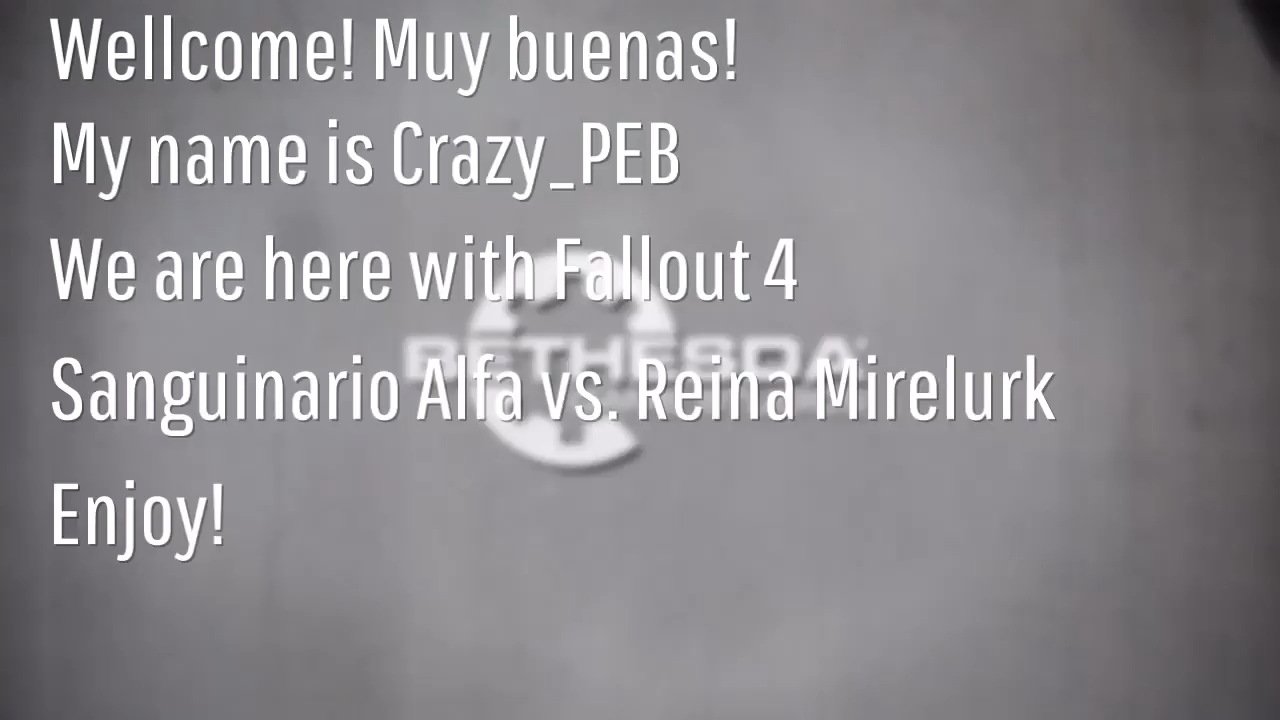 Wellcome! Muy buenas!
My name is Crazy_PEB
We are here with Fallout 4
BETHESDA
Sanguinario Alfa vs. Reina Mirelurk
Enjoy!